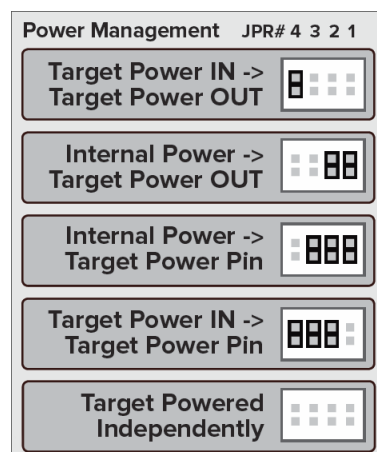 Power Management JPR# 4 3 2 1
Target Power IN ->
Target Power OUT
Internal Power ->
Target Power OUT
Internal Power ->
Target Power Pin
Target Power IN ->
Target Power Pin
Target Powered
Independently